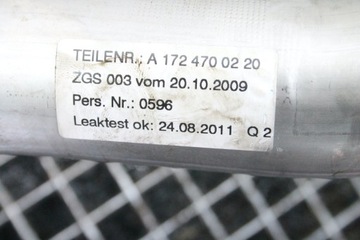 TEILENR.: A 172 470 02 20
ZGS 003 vom 20.10.2009
Pers. Nr.: 0596
Leaktest ok: 24.08.2011 Q 2